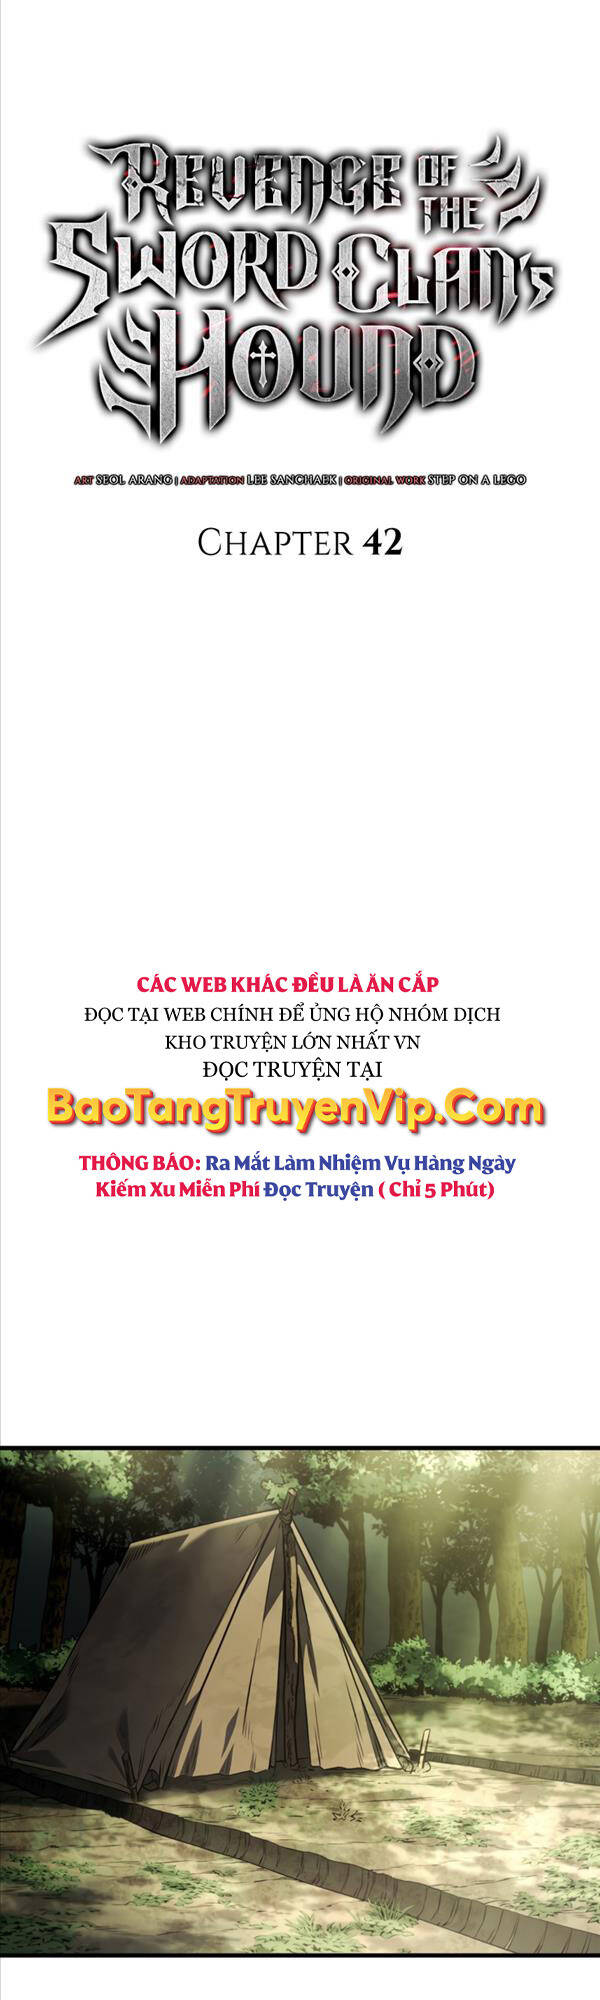 REVENGE OF THE
SWORD CLAN'S
HOUND
ART SEOL ARANG | ADAPTATION LEE SANCHAEK | ORIGINAL WORK STEP ON A LEGO
CHAPTER 42
CÁC WEB KHÁC ĐỀU LÀ ĂN CẮP
ĐỌC TẠI WEB CHÍNH ĐỂ ỦNG HỘ NHÓM DỊCH
KHO TRUYỆN LỚN NHẤT VN
ĐỌC TRUYỆN TẠI
BaoTangTruyenVip.Com
THÔNG BÁO: Ra Mắt Làm Nhiệm Vụ Hàng Ngày
Kiếm Xu Miễn Phí Đọc Truyện ( Chỉ 5 Phút)